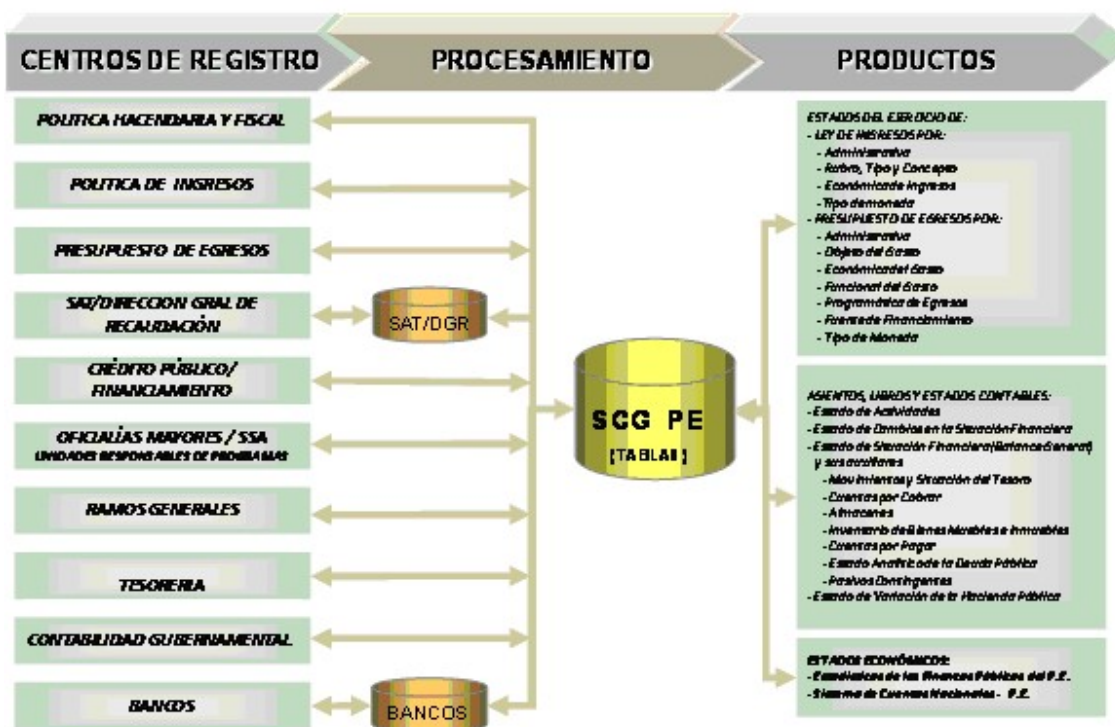 CENTROS DE REGISTRO
PROCESAMIENTO
PRODUCTOS
POLITICA HACENDARIA Y FISCAL
POLITICA DE INGRESOS
PRESUPUESTO DE EGRESOS
SAT/DIRECCION GRAL DE
RECAUDACIÓN
CRÉDITO PÚBLICO/
FINANCIAMIENTO
OFICIALÍAS MAYORES / SSA
UNIDADES RESPONSABLES DE PROGRAMAS
RAMOS GENERALES
TESORERIA
CONTABILIDAD GUBERNAMENTAL
BANCOS
SAT/DGR
BANCOS
SCG PE
(TABLAS)
ESTADOS DEL EJERCICIO DE:
- LEY DE INGRESOS POR:
- Administrativa
- Rubro, Tipo y Concepto
- Económica de Ingresos
- Tipo de moneda
- PRESUPUESTO DE EGRESOS POR:
- Administrativa
- Objeto del Gasto
- Económica del Gasto
- Funcional del Gasto
- Programática de Egresos
- Fuente de Financiamiento
- Tipo de Moneda
ASIENTOS, LIBROS Y ESTADOS CONTABLES:
- Estado de Actividades
- Estado de Cambios en la Situación Financiera
- Estado de Situación Financiera (Balance General)
y sus auxiliares
- Movimientos y Situación del Tesoro
- Cuentas por Cobrar
- Almacenes
- Inventario de Bienes Muebles e Inmuebles
- Cuentas por Pagar
- Estado Analítico de la Deuda Pública
- Pasivos Contingentes
- Estado de Variación de la Hacienda Pública
ESTADOS ECONÓMICOS:
- Estadísticas de las Finanzas Públicas del P.E.
- Sistema de Cuentas Nacionales - P.E.